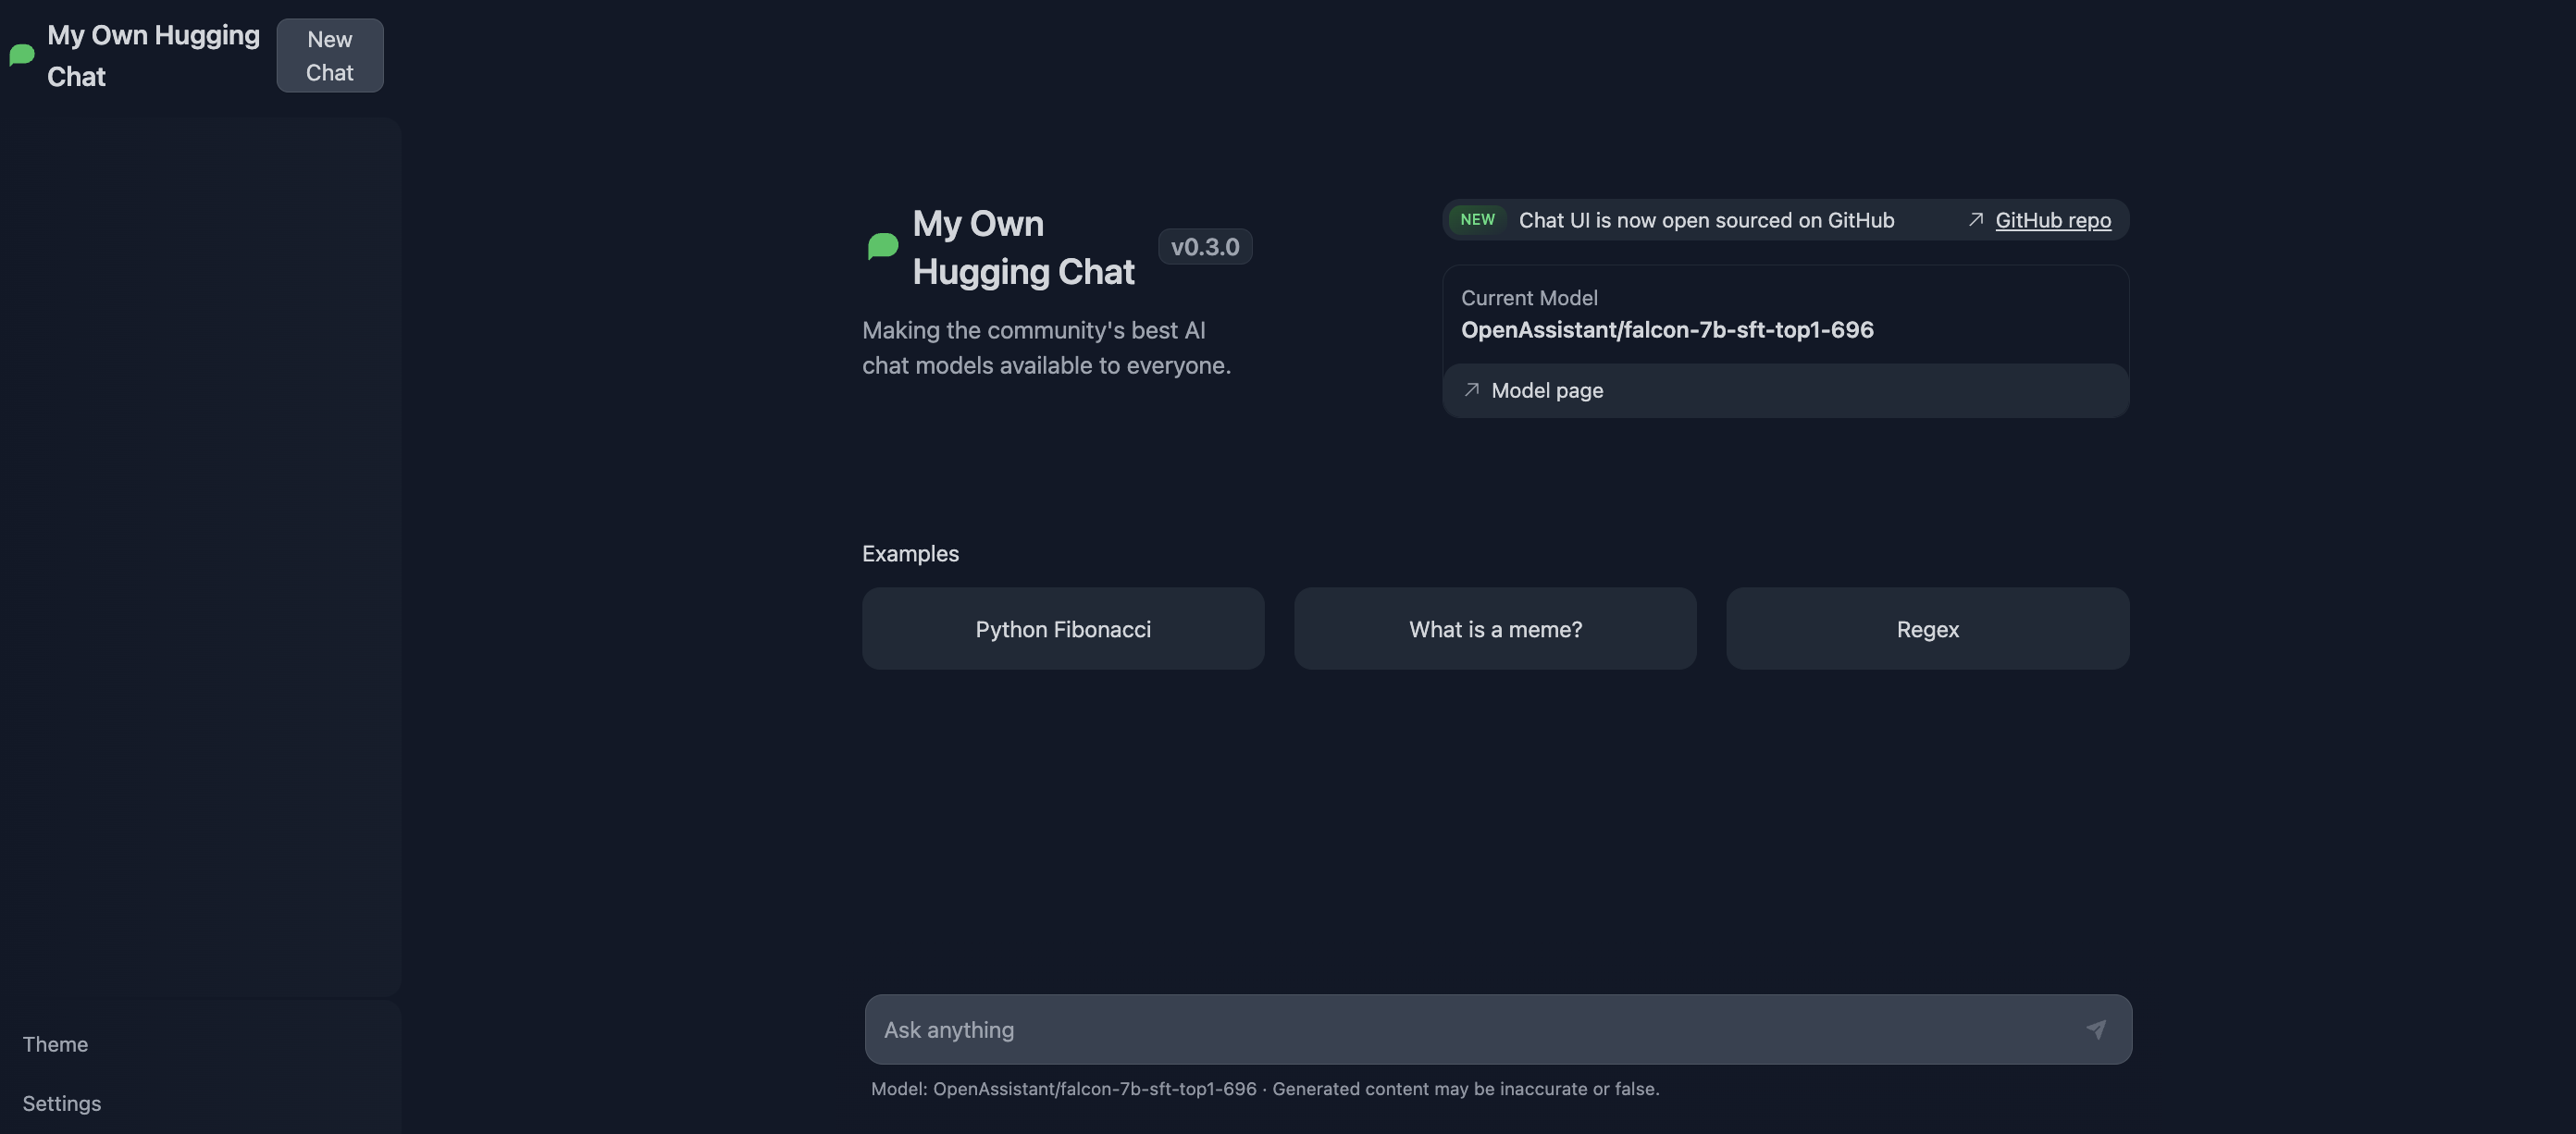 My Own Hugging
Chat
New
Chat
Theme
Settings
My Own
Hugging Chat
v0.3.0
Making the community's best AI
chat models available to everyone.
NEW Chat UI is now open sourced on GitHub GitHub repo
Current Model
OpenAssistant/falcon-7b-sft-top1-696
Model page
Examples
Python Fibonacci
What is a meme?
Regex
Ask anything
Model: OpenAssistant/falcon-7b-sft-top1-696 · Generated content may be inaccurate or false.